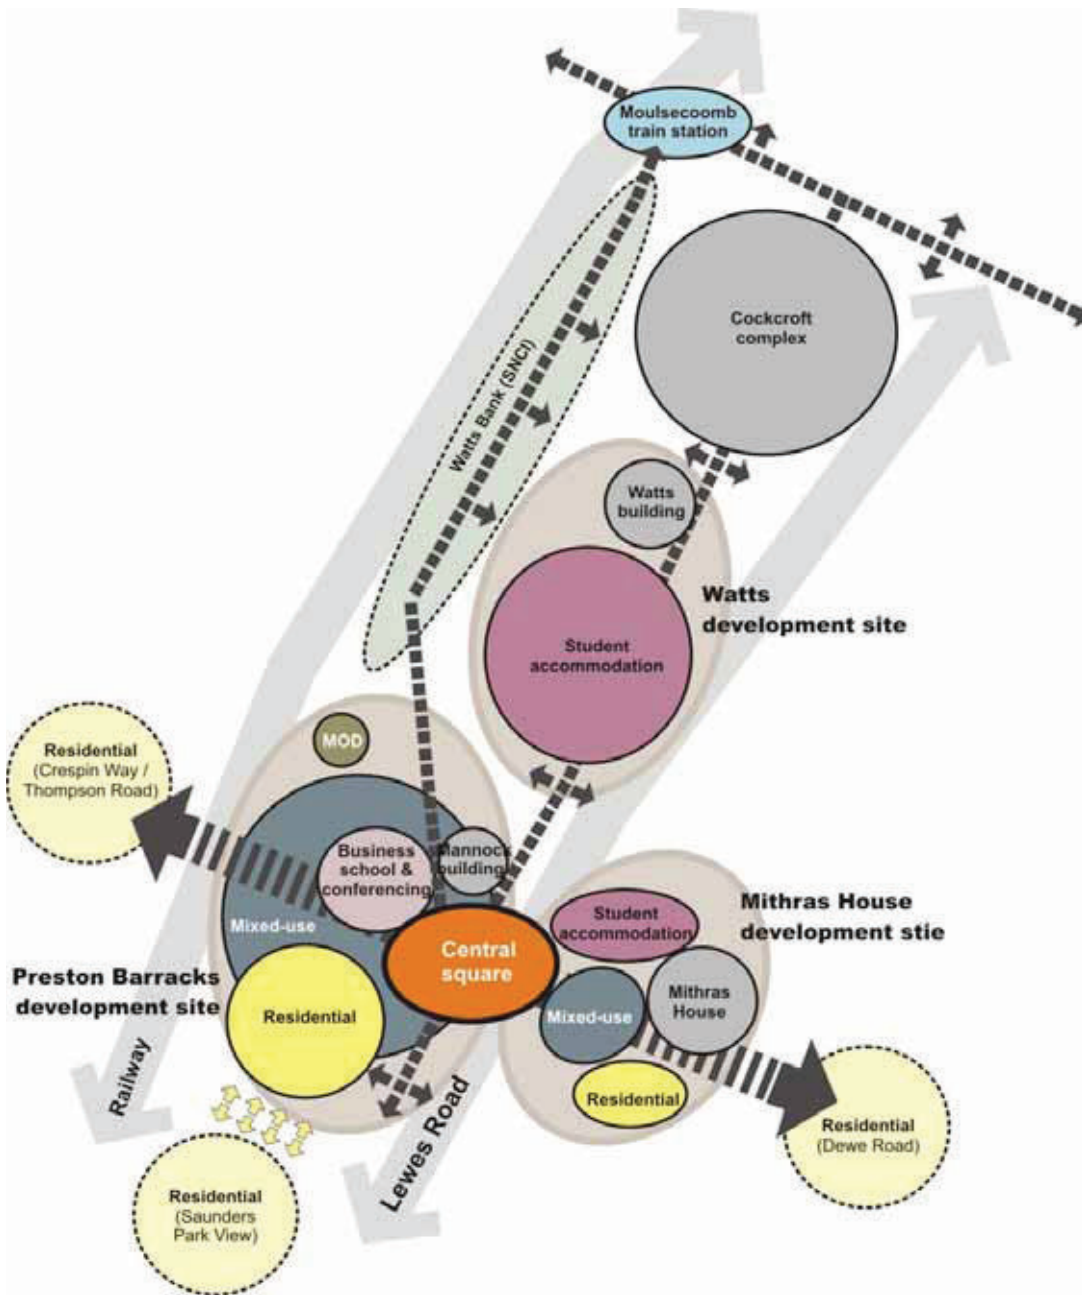 Moulsecoomb
train station
Cockcroft
complex
Watts Bank (SNCI)
Watts
building
Watts
development site
Student
accommodation
MOD
Residential
(Crespin Way /
Thompson Road)
Business
school &
conferencing
Mannock
building
Mixed-use
Student
accommodation
Mithras House
development stie
Central
square
Preston Barracks
development site
Residential
Mixed-use
Mithras
House
Railway
Residential
Lewes Road
Residential
(Dewe Road)
Residential
(Saunders
Park View)